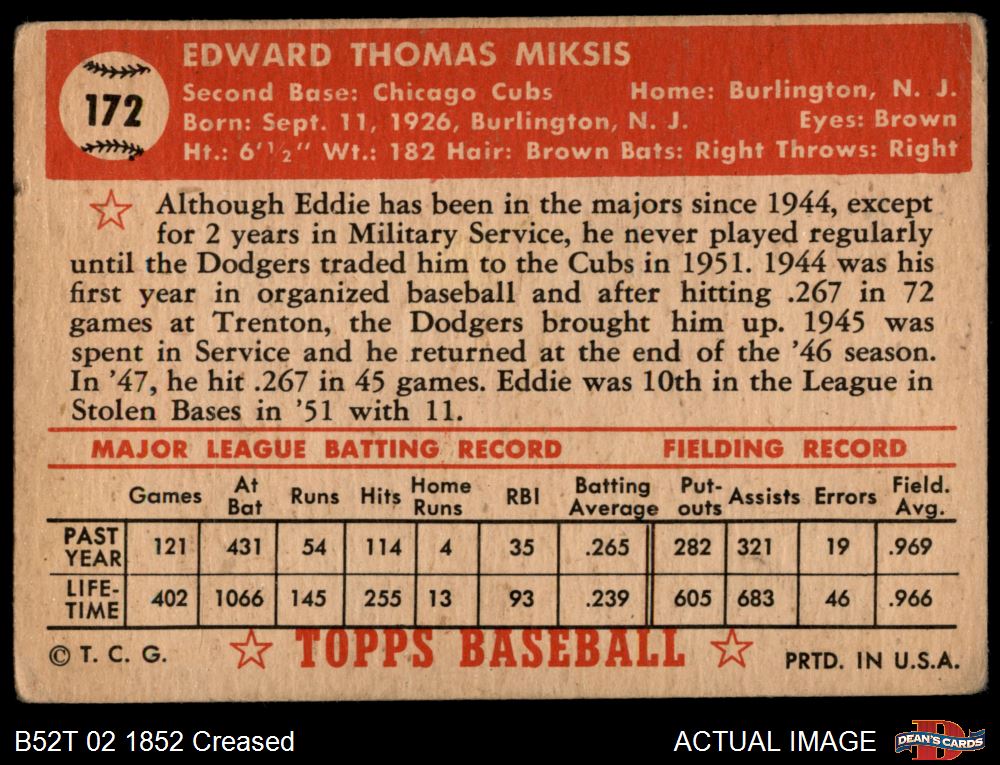 EDWARD THOMAS MIKSIS
172
Second Base: Chicago Cubs Home: Burlington, N. J.
Born: Sept. 11, 1926, Burlington, N. J. Eyes: Brown
Ht.: 6'½" Wt.: 182 Hair: Brown Bats: Right Throws: Right
Although Eddie has been in the majors since 1944, except
for 2 years in Military Service, he never played regularly
until the Dodgers traded him to the Cubs in 1951. 1944 was his
first year in organized baseball and after hitting .267 in 72
games at Trenton, the Dodgers brought him up. 1945 was
spent in Service and he returned at the end of the '46 season.
In '47, he hit .267 in 45 games. Eddie was 10th in the League in
Stolen Bases in '51 with 11.
MAJOR LEAGUE BATTING RECORD FIELDING RECORD
Games At Bat Runs Hits Home Runs RBI Batting Average Put-outs Assists Errors Field. Avg.
PAST YEAR 121 431 54 114 4 35 .265 282 321 19 .969
LIFE-TIME 402 1066 145 255 13 93 .239 605 683 46 .966
© T. C. G. TOPPS BASEBALL PRTD. IN U.S.A.
B52T 02 1852 Creased ACTUAL IMAGE DEAN'S CARDS